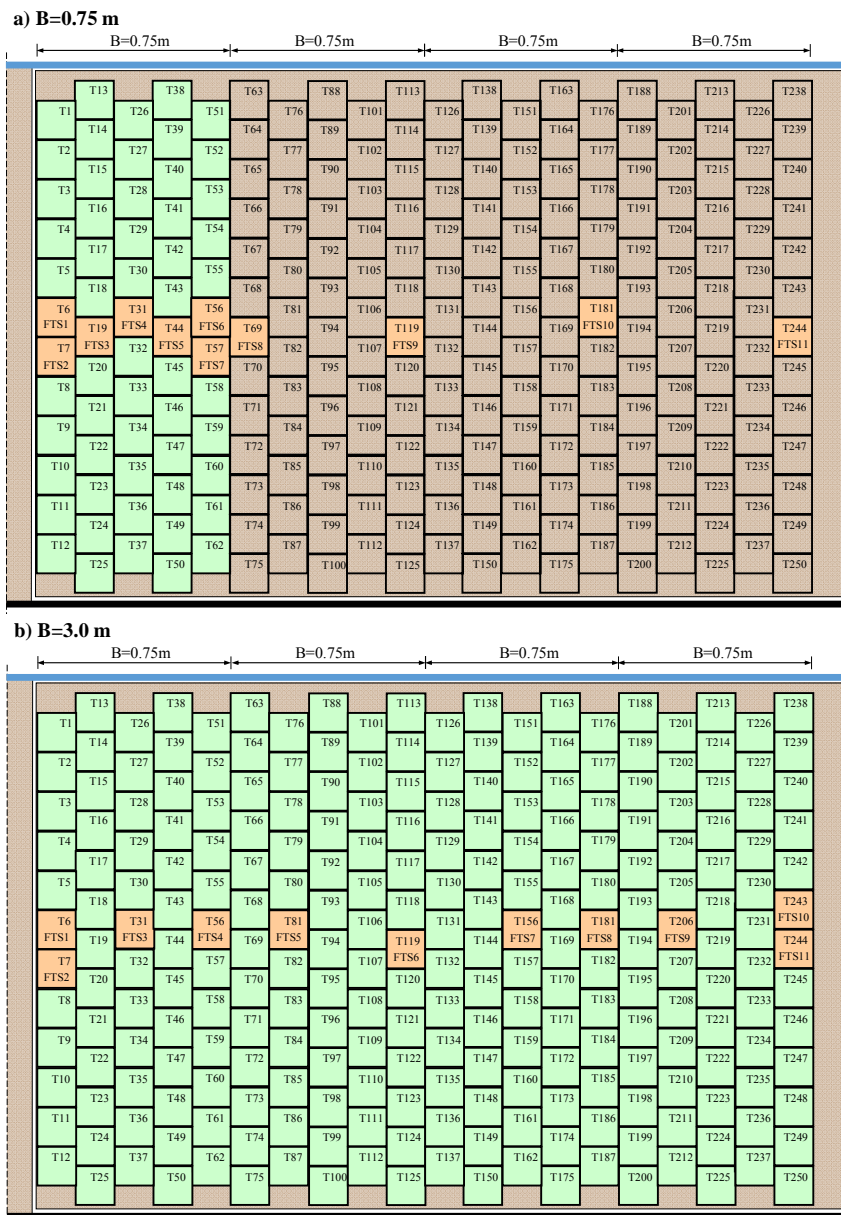 a) B=0.75 m
B=0.75m B=0.75m B=0.75m B=0.75m
T13 T38 T63 T88 T113 T138 T163 T188 T213 T238
T1 T26 T51 T76 T101 T126 T151 T176 T201 T226
T14 T39 T64 T89 T114 T139 T164 T189 T214 T239
T2 T27 T52 T77 T102 T127 T152 T177 T202 T227
T15 T40 T65 T90 T115 T140 T165 T190 T215 T240
T3 T28 T53 T78 T103 T128 T153 T178 T203 T228
T16 T41 T66 T91 T116 T141 T166 T191 T216 T241
T4 T29 T54 T79 T104 T129 T154 T179 T204 T229
T17 T42 T67 T92 T117 T142 T167 T192 T217 T242
T5 T30 T55 T80 T105 T130 T155 T180 T205 T230
T18 T43 T68 T93 T118 T143 T168 T193 T218 T243
T6 T31 T56 T81 T106 T131 T156 T181 T206 T231
FTS1 FTS4 FTS6 FTS10
T19 T44 T69 T94 T119 T144 T169 T194 T219 T244
FTS3 FTS5 FTS8 FTS9 FTS11
T7 T32 T57 T82 T107 T132 T157 T182 T207 T232
FTS2 FTS7
T20 T45 T70 T95 T120 T145 T170 T195 T220 T245
T8 T33 T58 T83 T108 T133 T158 T183 T208 T233
T21 T46 T71 T96 T121 T146 T171 T196 T221 T246
T9 T34 T59 T84 T109 T134 T159 T184 T209 T234
T22 T47 T72 T97 T122 T147 T172 T197 T222 T247
T10 T35 T60 T85 T110 T135 T160 T185 T210 T235
T23 T48 T73 T98 T123 T148 T173 T198 T223 T248
T11 T36 T61 T86 T111 T136 T161 T186 T211 T236
T24 T49 T74 T99 T124 T149 T174 T199 T224 T249
T12 T37 T62 T87 T112 T137 T162 T187 T212 T237
T25 T50 T75 T100 T125 T150 T175 T200 T225 T250
b) B=3.0 m
B=0.75m B=0.75m B=0.75m B=0.75m
T13 T38 T63 T88 T113 T138 T163 T188 T213 T238
T1 T26 T51 T76 T101 T126 T151 T176 T201 T226
T14 T39 T64 T89 T114 T139 T164 T189 T214 T239
T2 T27 T52 T77 T102 T127 T152 T177 T202 T227
T15 T40 T65 T90 T115 T140 T165 T190 T215 T240
T3 T28 T53 T78 T103 T128 T153 T178 T203 T228
T16 T41 T66 T91 T116 T141 T166 T191 T216 T241
T4 T29 T54 T79 T104 T129 T154 T179 T204 T229
T17 T42 T67 T92 T117 T142 T167 T192 T217 T242
T5 T30 T55 T80 T105 T130 T155 T180 T205 T230
T18 T43 T68 T93 T118 T143 T168 T193 T218 T243
FTS10
T6 T31 T56 T81 T106 T131 T156 T181 T206 T231
FTS1 FTS3 FTS4 FTS5 FTS7 FTS8 FTS9
T19 T44 T69 T94 T119 T144 T169 T194 T219 T244
FTS6 FTS11
T7 T32 T57 T82 T107 T132 T157 T182 T207 T232
FTS2
T20 T45 T70 T95 T120 T145 T170 T195 T220 T245
T8 T33 T58 T83 T108 T133 T158 T183 T208 T233
T21 T46 T71 T96 T121 T146 T171 T196 T221 T246
T9 T34 T59 T84 T109 T134 T159 T184 T209 T234
T22 T47 T72 T97 T122 T147 T172 T197 T222 T247
T10 T35 T60 T85 T110 T135 T160 T185 T210 T235
T23 T48 T73 T98 T123 T148 T173 T198 T223 T248
T11 T36 T61 T86 T111 T136 T161 T186 T211 T236
T24 T49 T74 T99 T124 T149 T174 T199 T224 T249
T12 T37 T62 T87 T112 T137 T162 T187 T212 T237
T25 T50 T75 T100 T125 T150 T175 T200 T225 T250